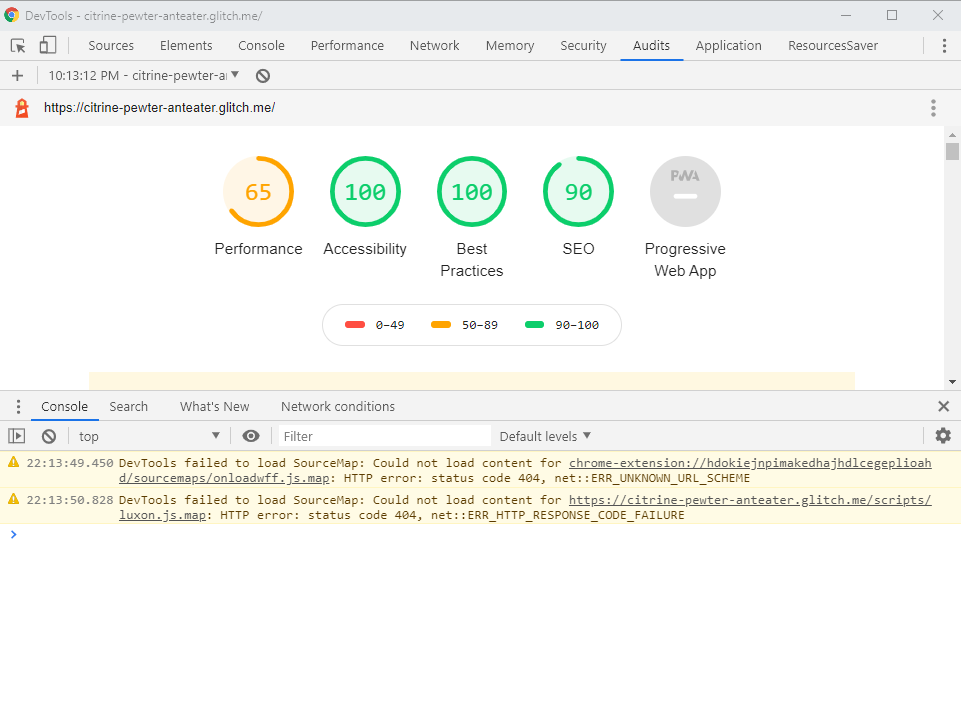 DevTools - citrine-pewter-anteater.glitch.me/
Sources Elements Console Performance Network Memory Security Audits Application ResourcesSaver
10:13:12 PM - citrine-pewter-a
https://citrine-pewter-anteater.glitch.me/
65 100 100 90 PWA
Performance Accessibility Best Practices SEO Progressive Web App
0–49 50–89 90–100
Console Search What's New Network conditions
top Filter Default levels
22:13:49.450 DevTools failed to load SourceMap: Could not load content for chrome-extension://hdokiejnpimakedhajhdlcegeplioah
d/sourcemaps/onloadwff.js.map: HTTP error: status code 404, net::ERR_UNKNOWN_URL_SCHEME
22:13:50.828 DevTools failed to load SourceMap: Could not load content for https://citrine-pewter-anteater.glitch.me/scripts/
luxon.js.map: HTTP error: status code 404, net::ERR_HTTP_RESPONSE_CODE_FAILURE